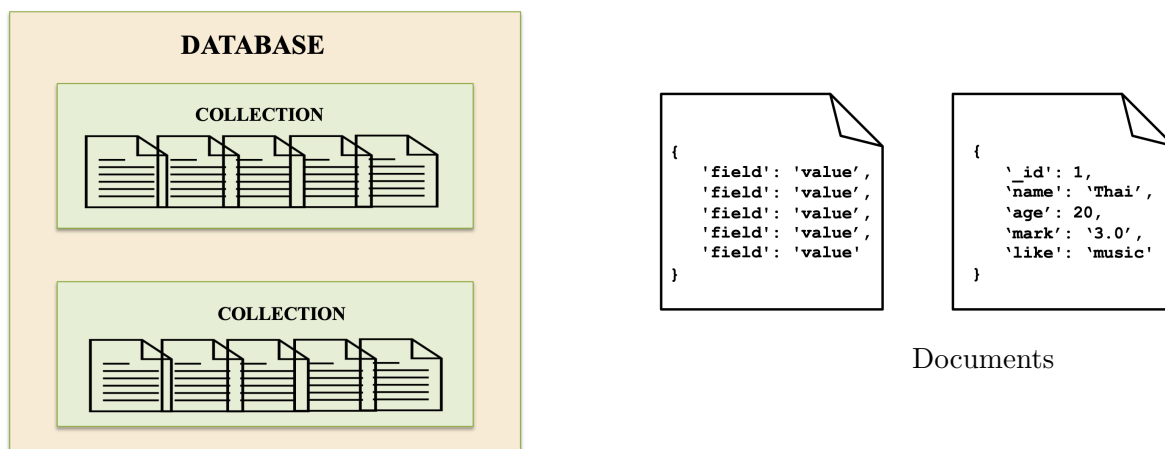 DATABASE
COLLECTION
COLLECTION
{
'field': 'value’,
'field': 'value’,
'field': 'value’,
'field': 'value’,
'field': 'value'
}
{
‘_id': 1,
‘name': ‘Thai’,
‘age’: 20,
‘mark’: ‘3.0’,
‘like': ‘music'
}
Documents